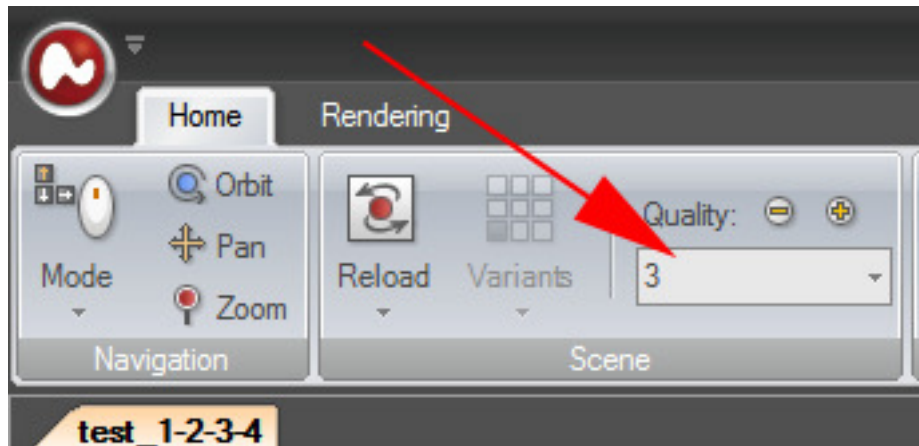 Home Rendering
Orbit
Quality:
Pan
Mode Reload Variants 3
Zoom
Navigation Scene
test_1-2-3-4